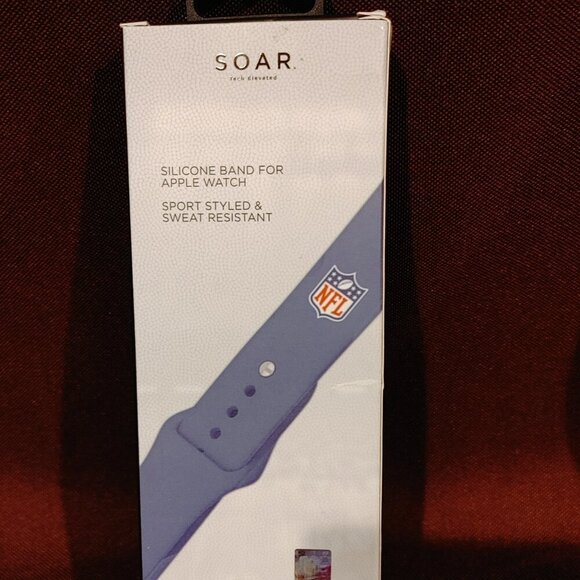 SOAR.
Tech Elevated
SILICONE BAND FOR
APPLE WATCH
SPORT STYLED &
SWEAT RESISTANT
NFL